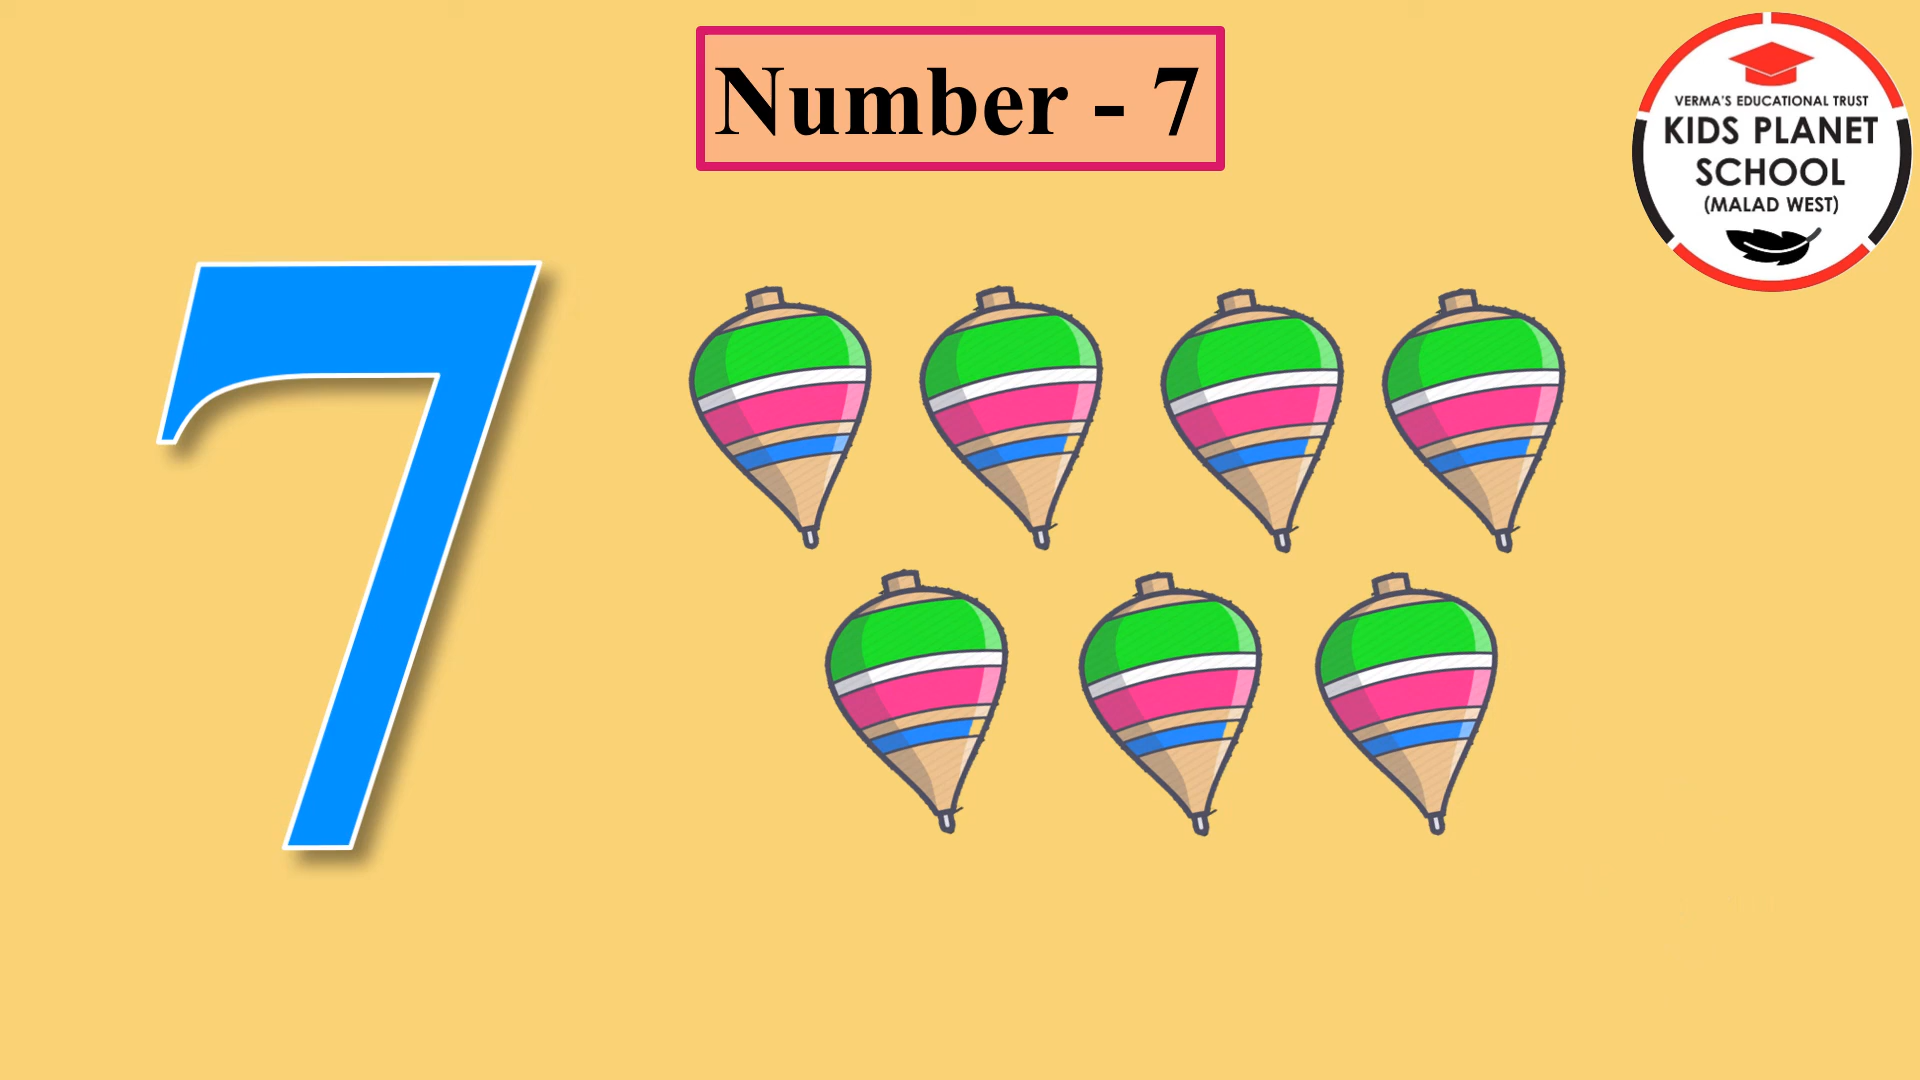 Number - 7
VERMA'S EDUCATIONAL TRUST
KIDS PLANET
SCHOOL
(MALAD WEST)
7